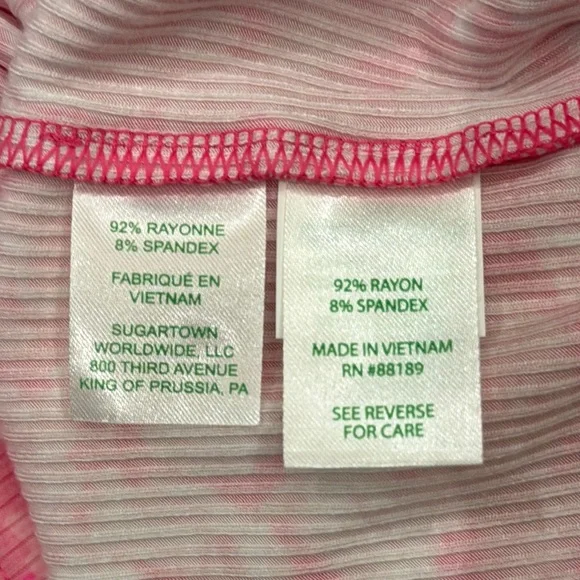 92% RAYONNE
8% SPANDEX
FABRIQUÉ EN
VIETNAM
SUGARTOWN
WORLDWIDE, LLC
800 THIRD AVENUE
KING OF PRUSSIA, PA
92% RAYON
8% SPANDEX
MADE IN VIETNAM
RN #88189
SEE REVERSE
FOR CARE